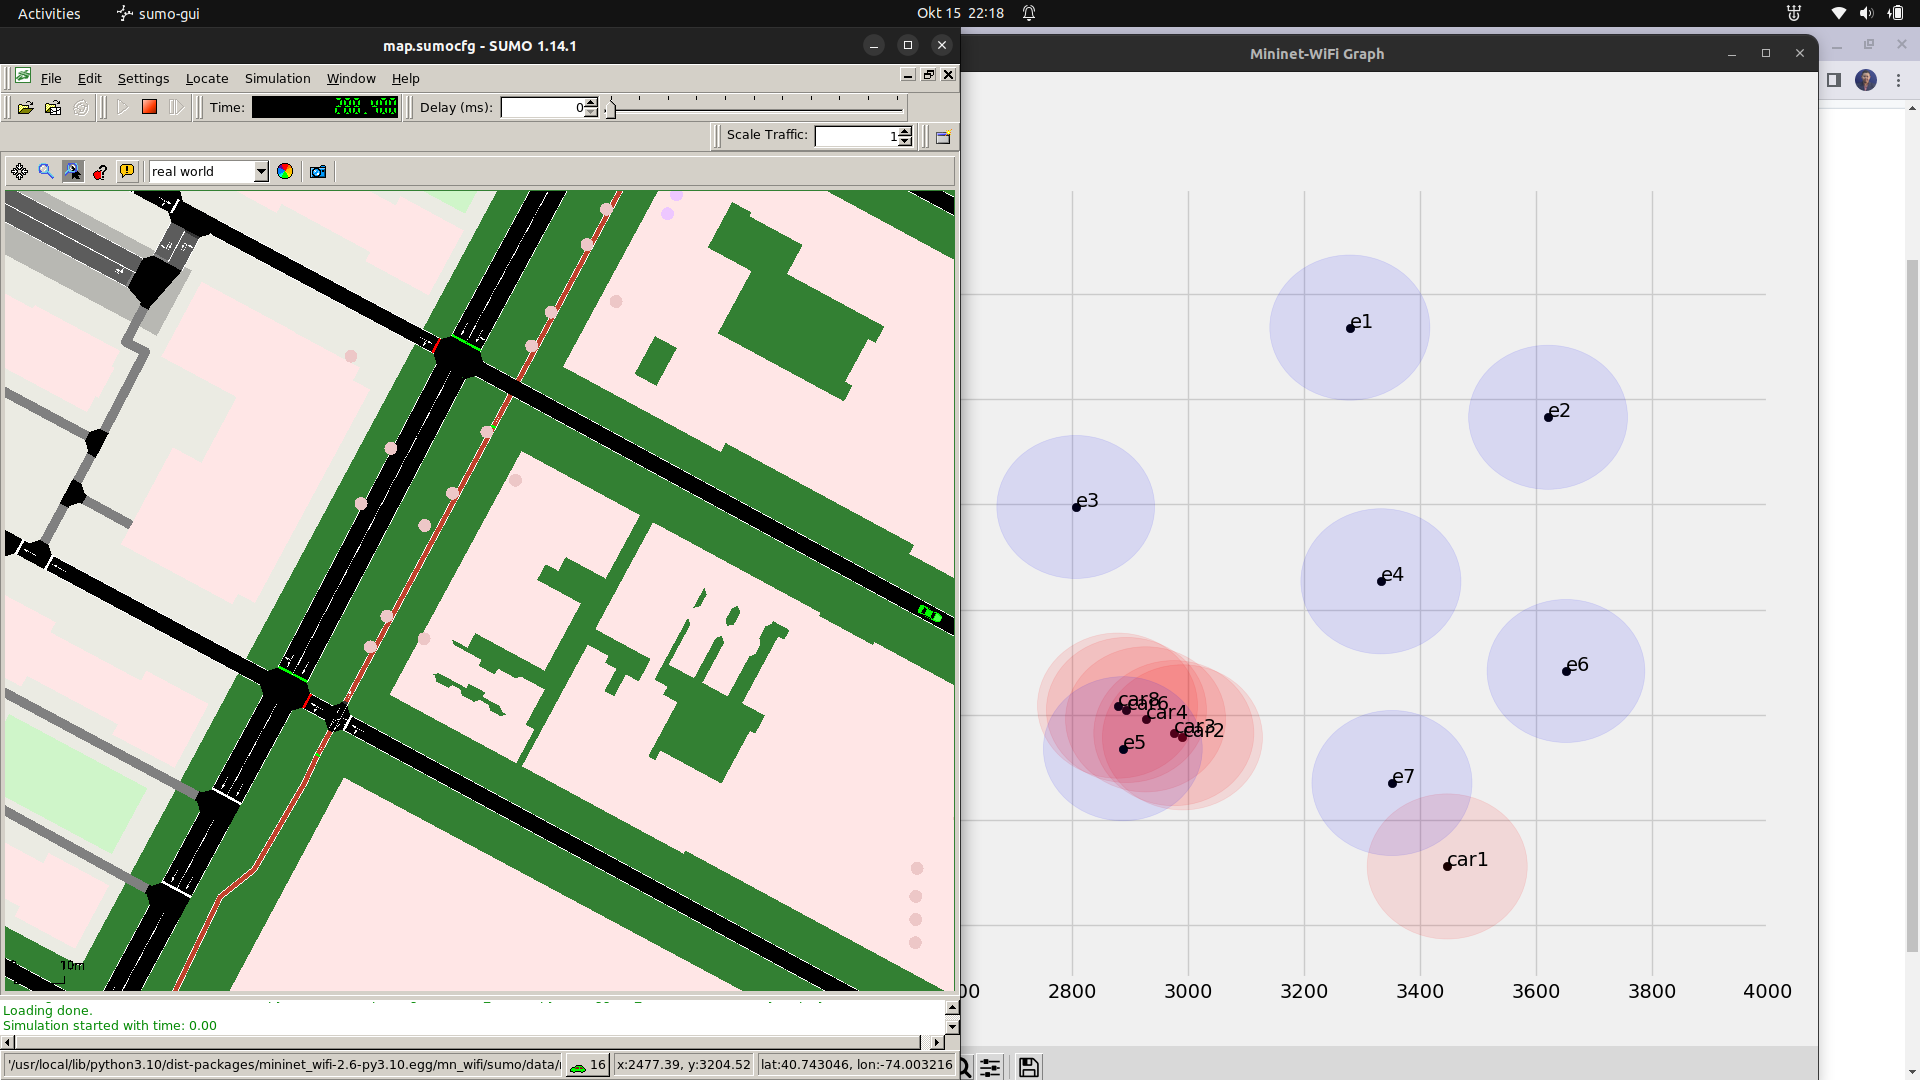 Activities
sumo-gui
Okt 15 22:18
map.sumocfg - SUMO 1.14.1
File Edit Settings Locate Simulation Window Help
Time: 288.400 Delay (ms): 0
Scale Traffic: 1
real world
10m
Loading done.
Simulation started with time: 0.00
'/usr/local/lib/python3.10/dist-packages/mininet_wifi-2.6-py3.10.egg/mn_wifi/sumo/data/
16
x:2477.39, y:3204.52
lat:40.743046, lon:-74.003216
Mininet-WiFi Graph
e1
e2
e3
e4
e6
car8
car6
car4
car3
car2
e5
e7
car1
2800 3000 3200 3400 3600 3800 4000